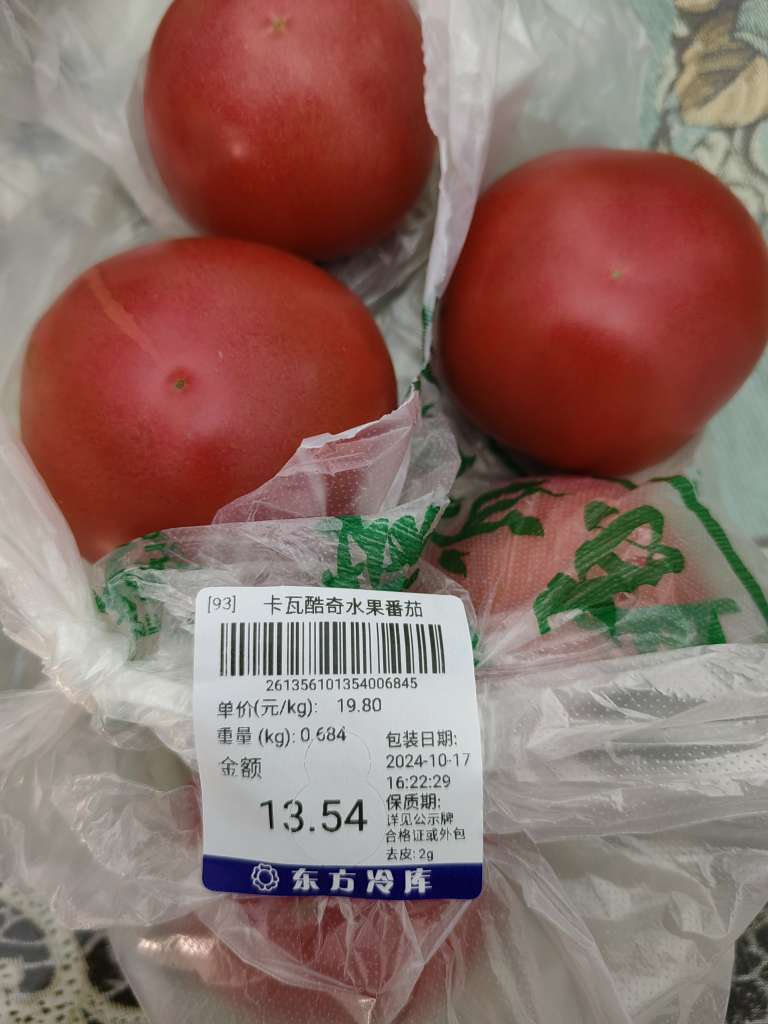 [93] 卡瓦酷奇水果番茄
261356101354006845
单价(元/kg): 19.80
重量 (kg): 0.684
金额
13.54
包装日期:
2024-10-17
16:22:29
保质期:
详见公示牌
合格证或外包
去皮: 2g
东方冷库